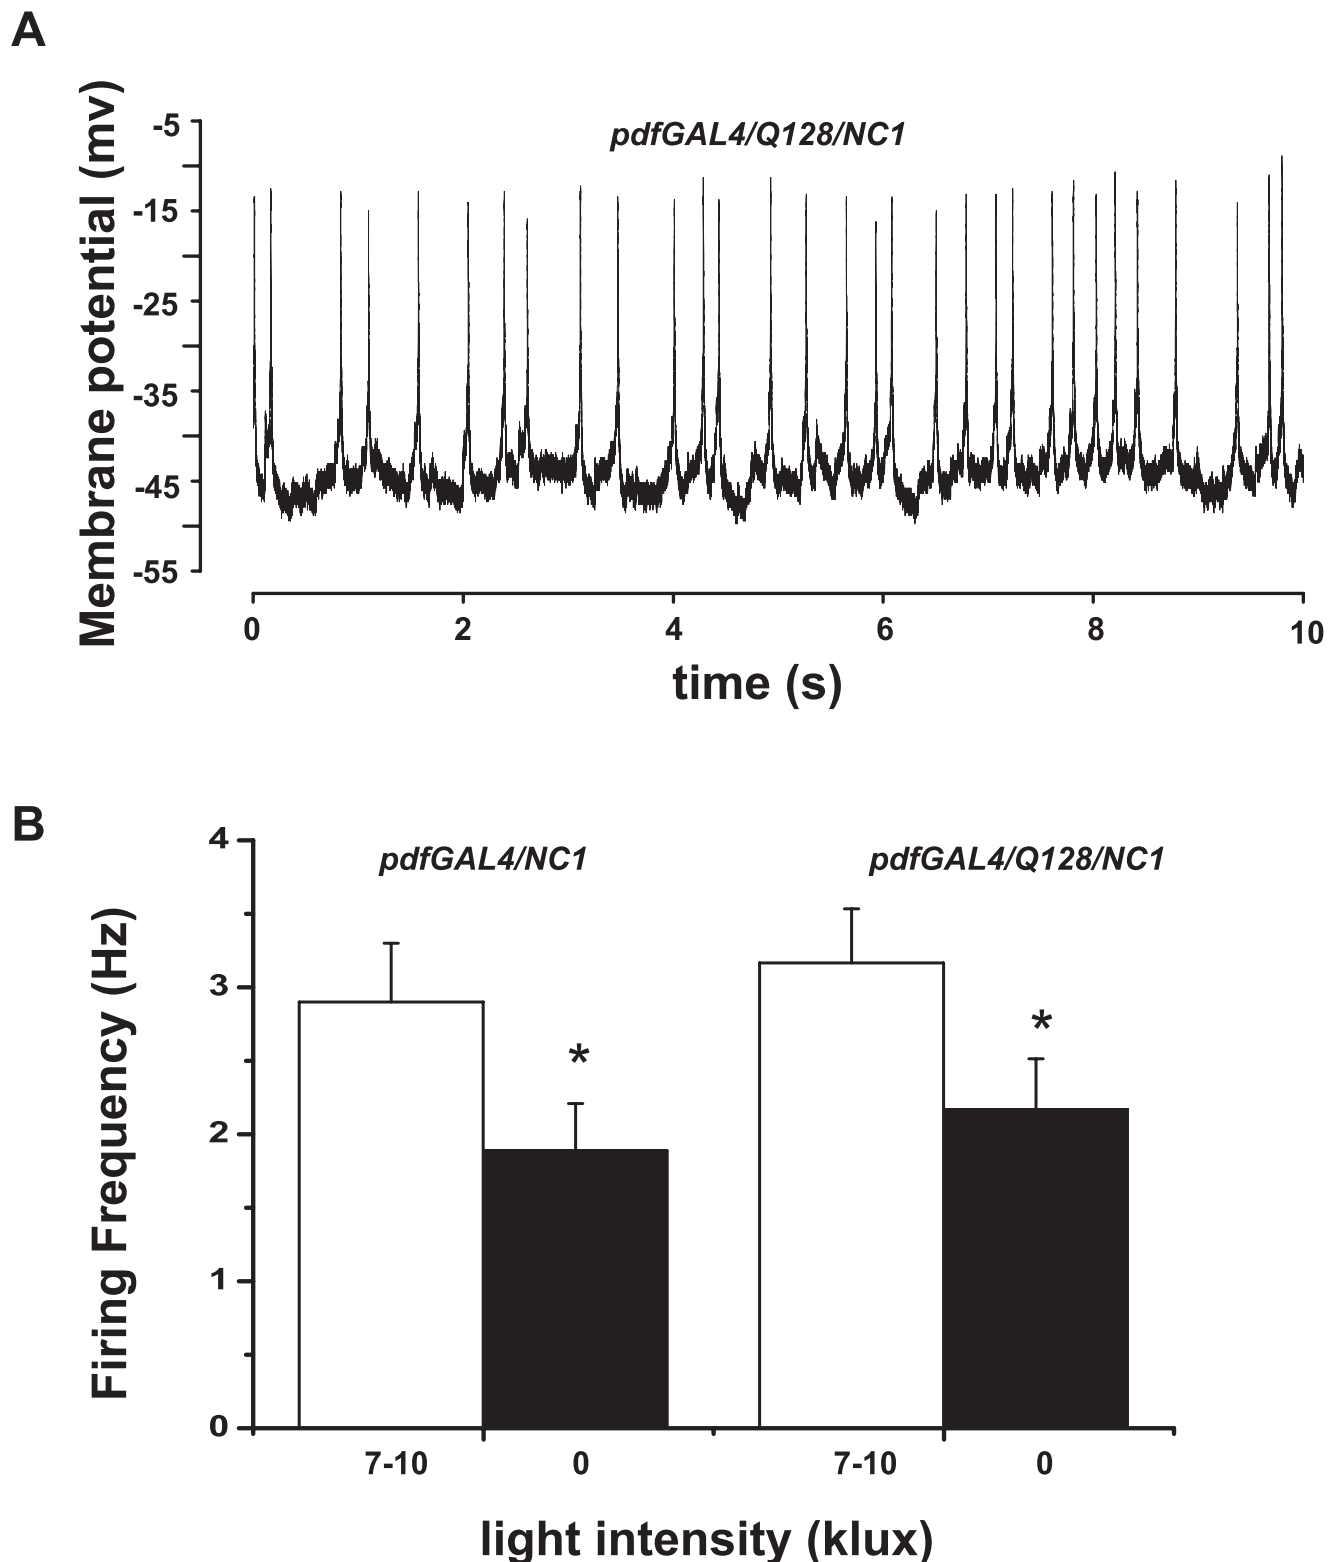 A
pdfGAL4/Q128/NC1
Membrane potential (mv)
-5
-15
-25
-35
-45
-55
0 2 4 6 8 10
time (s)
B
pdfGAL4/NC1 pdfGAL4/Q128/NC1
Firing Frequency (Hz)
4
3
2
1
0
* *
7-10 0 7-10 0
light intensity (klux)